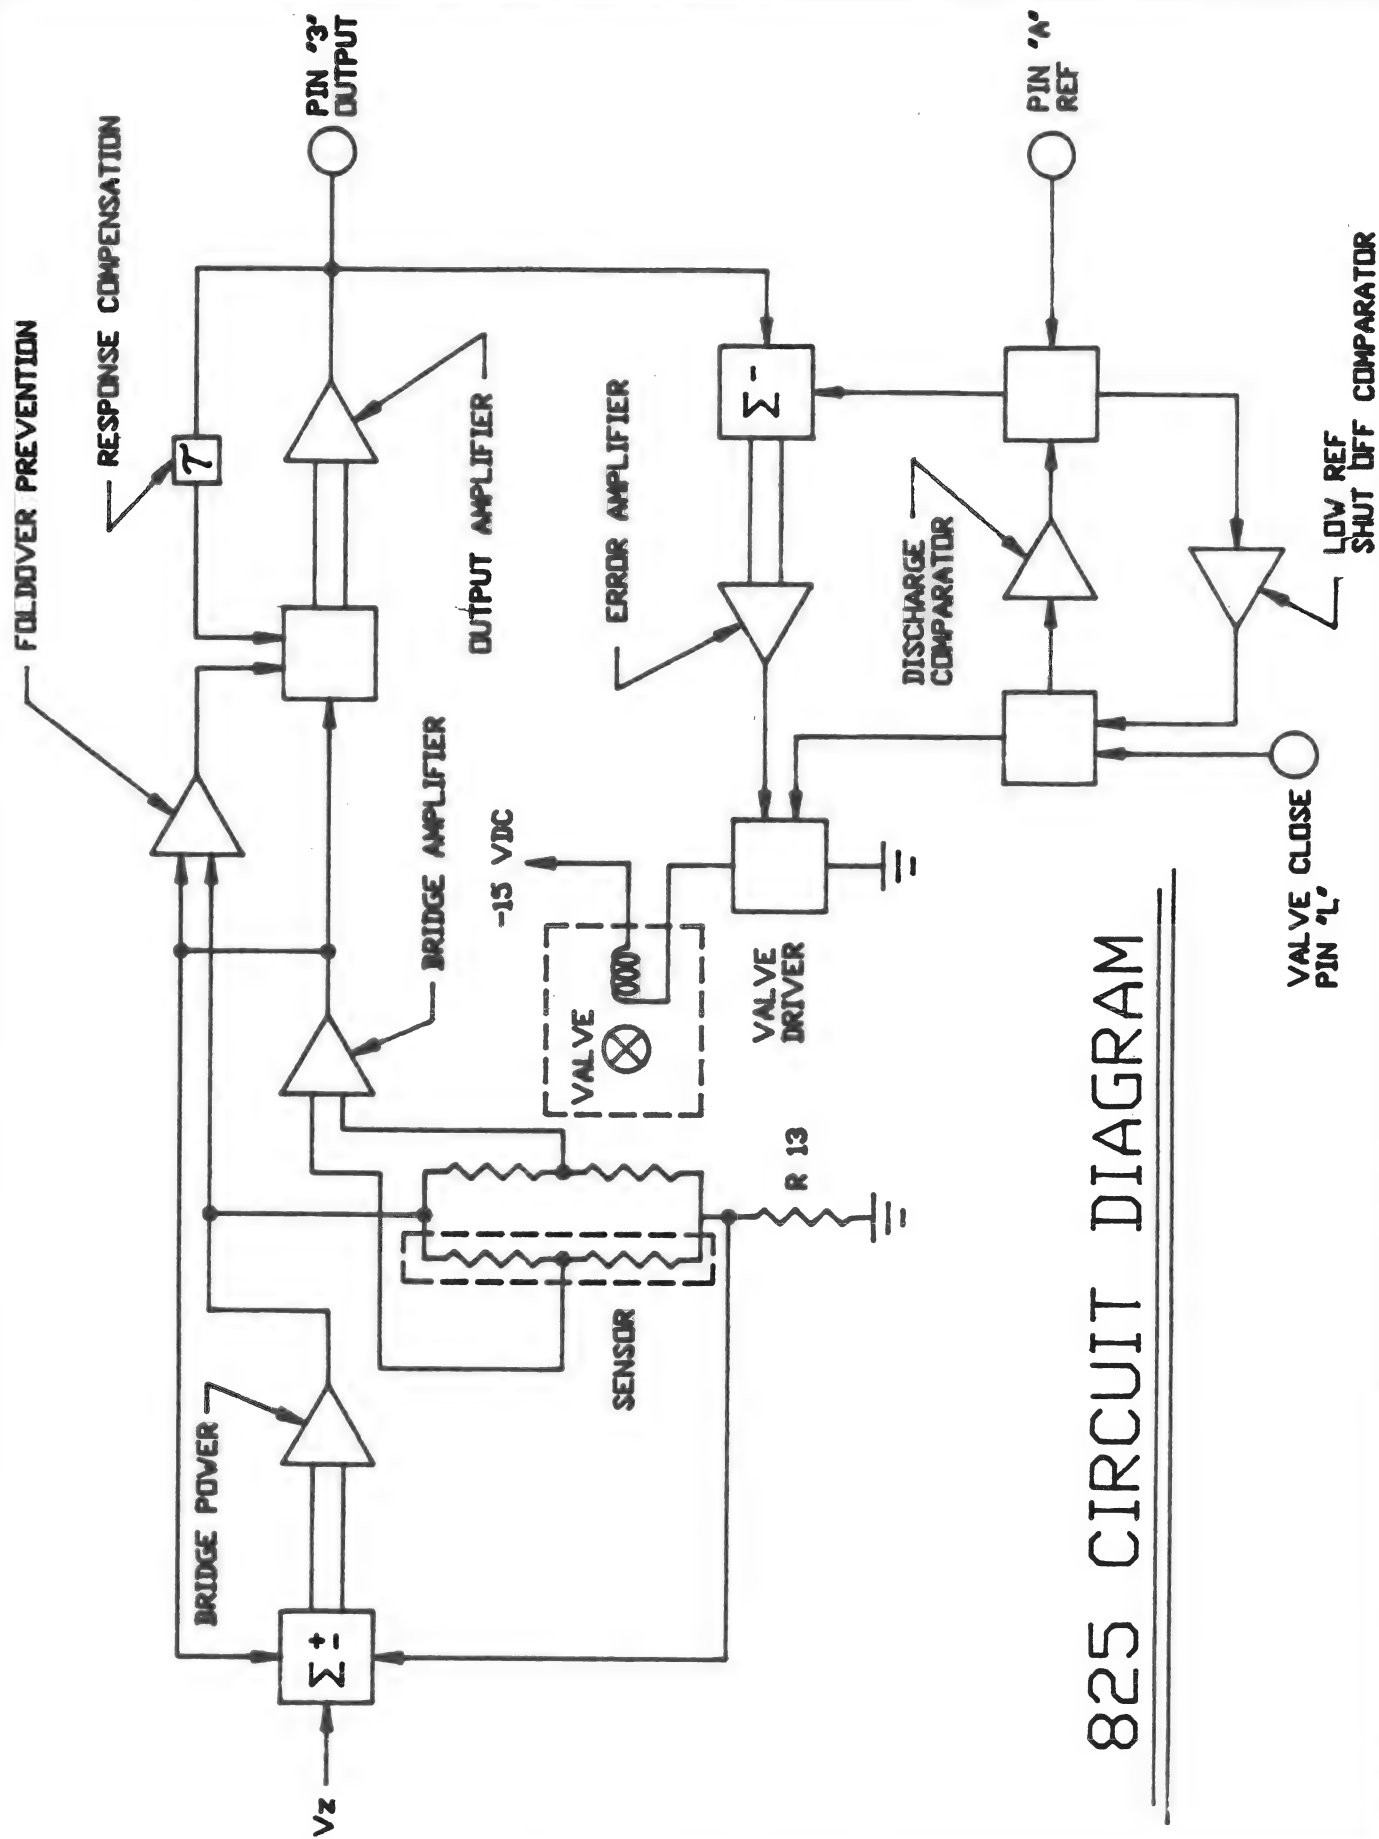 FOLDOVER PREVENTION
RESPONSE COMPENSATION
τ
PIN "3"
OUTPUT
BRIDGE POWER
Vz
Σ ±
OUTPUT AMPLIFIER
BRIDGE AMPLIFIER
-15 VDC
VALVE
SENSOR
ERROR AMPLIFIER
Σ -
VALVE
DRIVER
R 13
DISCHARGE
COMPARATOR
PIN "A"
REF
LOW REF
SHUT OFF COMPARATOR
VALVE CLOSE
PIN "L"
825 CIRCUIT DIAGRAM